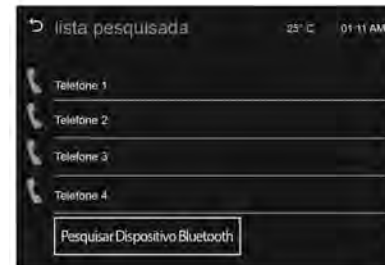 lista pesquisada 25° C 01:11 AM
Telefone 1
Telefone 2
Telefone 3
Telefone 4
Pesquisar Dispositivo Bluetooth